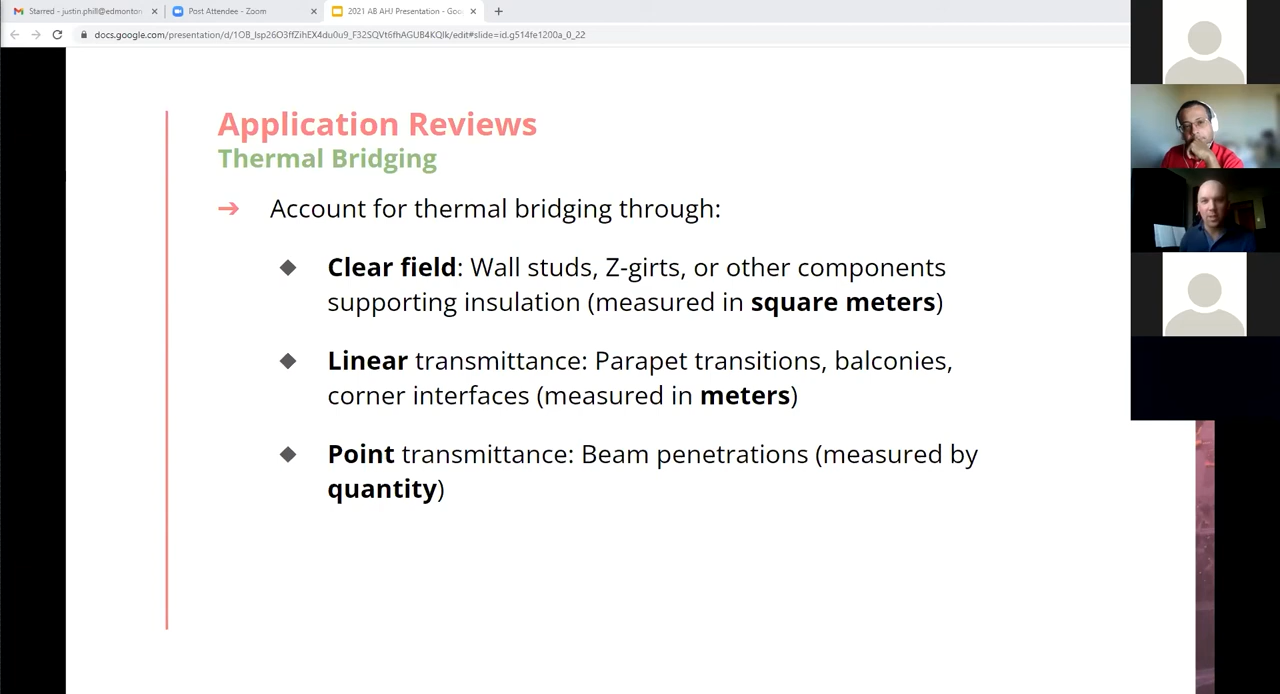 Starred - justin.phill@edmonton
Post Attendee - Zoom
2021 AB AHJ Presentation - Goo
docs.google.com/presentation/d/1OB_lsp26O3ffZihEX4du0u9_F32SQVt6fhAGUB4KQlk/edit#slide=id.g514fe1200a_0_22
Application Reviews
Thermal Bridging
➔ Account for thermal bridging through:
◆ Clear field: Wall studs, Z-girts, or other components
supporting insulation (measured in square meters)
◆ Linear transmittance: Parapet transitions, balconies,
corner interfaces (measured in meters)
◆ Point transmittance: Beam penetrations (measured by
quantity)